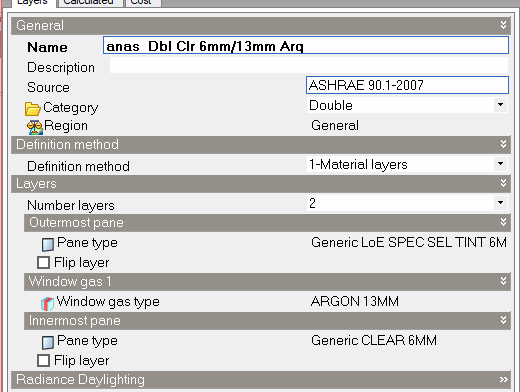 Layers Calculated Cost
General
Name anas Dbl Clr 6mm/13mm Arq
Description
Source ASHRAE 90.1-2007
Category Double
Region General
Definition method
Definition method 1-Material layers
Layers
Number layers 2
Outermost pane
Pane type Generic LoE SPEC SEL TINT 6M
Flip layer
Window gas 1
Window gas type ARGON 13MM
Innermost pane
Pane type Generic CLEAR 6MM
Flip layer
Radiance Daylighting